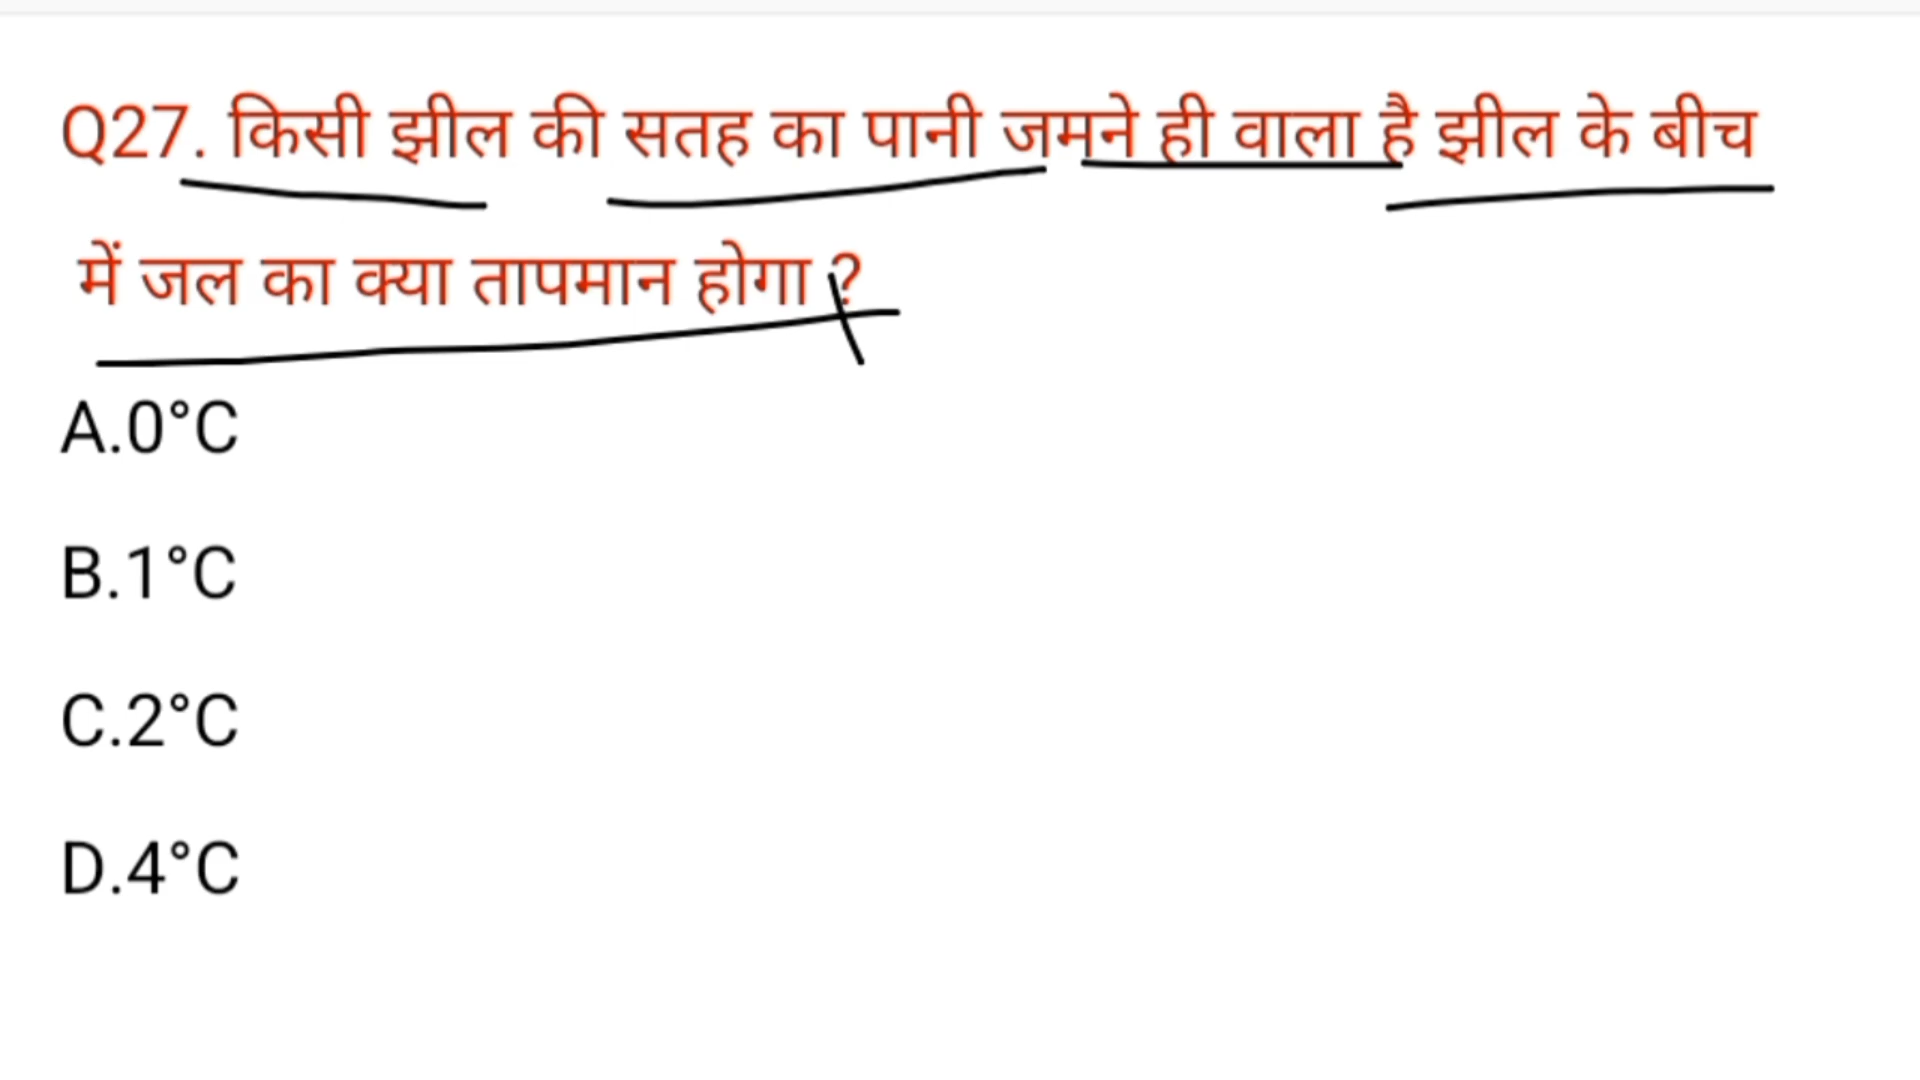 Q27. किसी झील की सतह का पानी जमने ही वाला है झील के बीच
में जल का क्या तापमान होगा ?
A.0°C
B.1°C
C.2°C
D.4°C